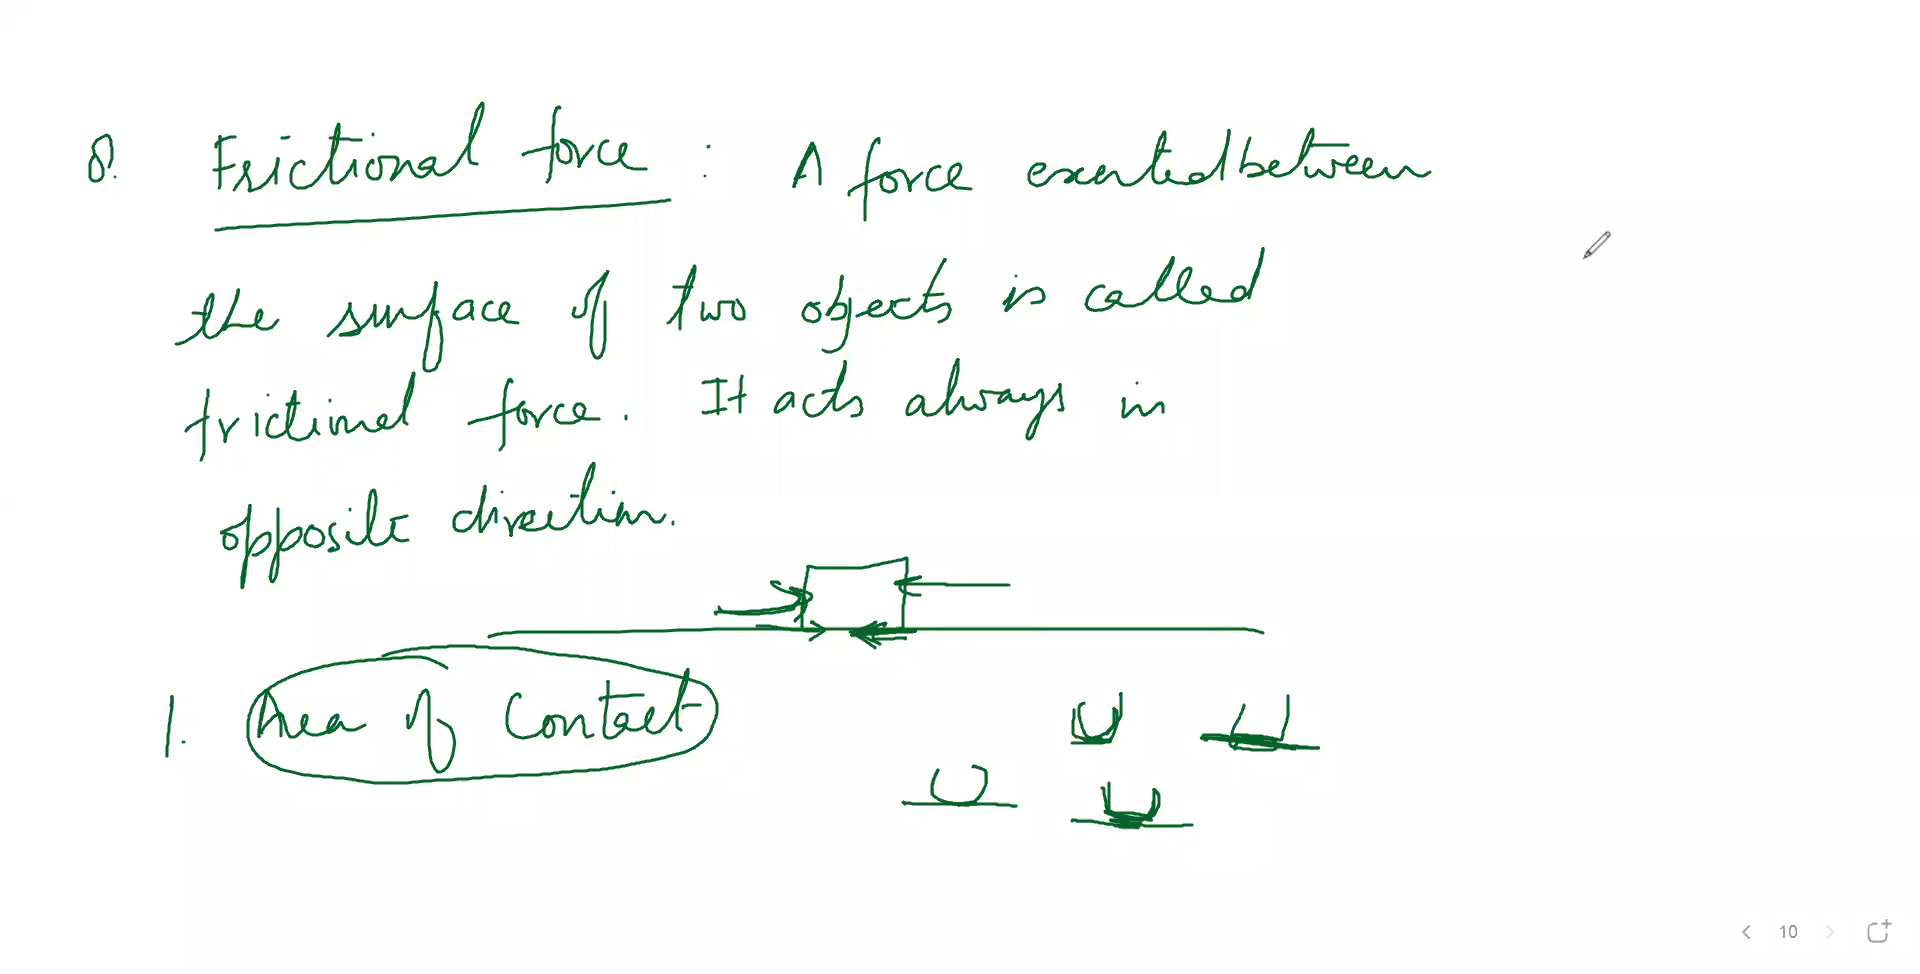 8. Frictional force : A force exerted between
the surface of two objects is called
frictional force. It acts always in
opposite direction.
1. Area of Contact
10